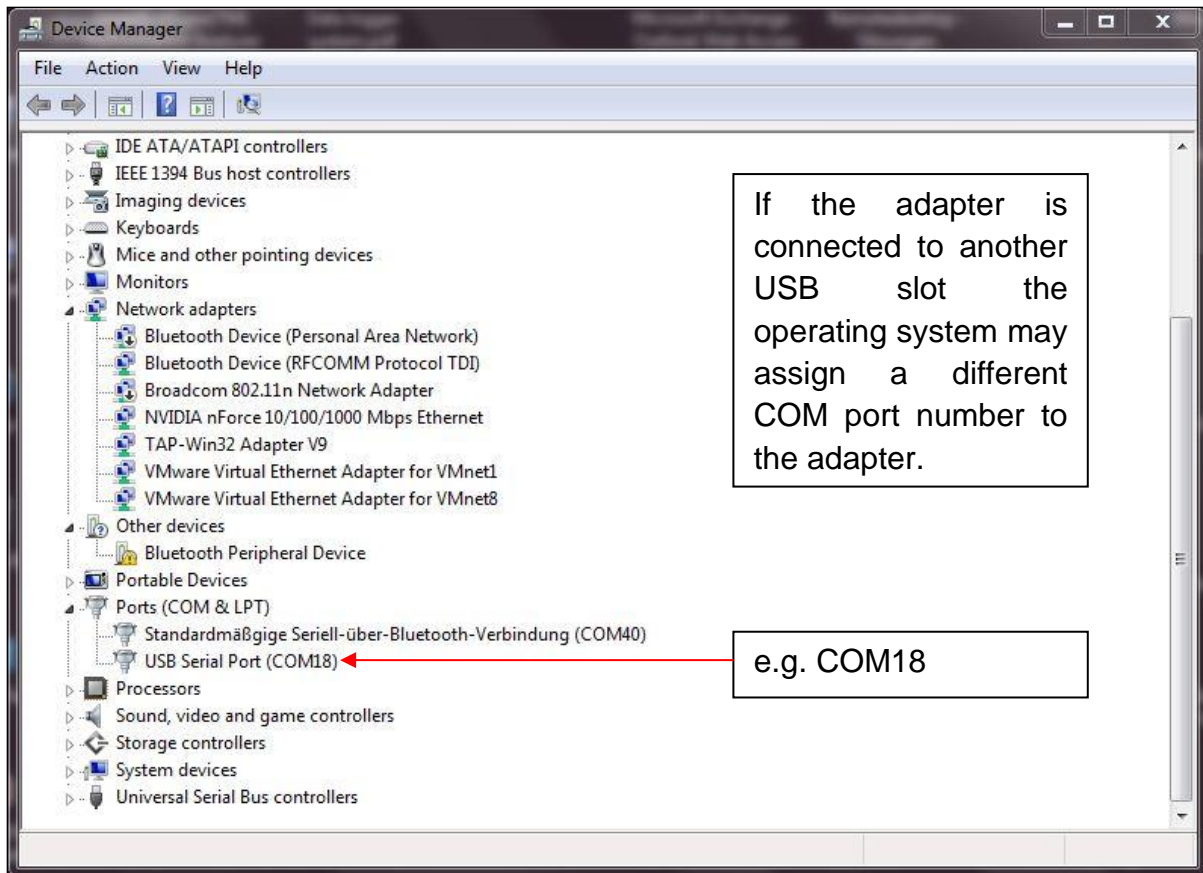 Device Manager
File Action View Help
IDE ATA/ATAPI controllers
IEEE 1394 Bus host controllers
Imaging devices
Keyboards
Mice and other pointing devices
Monitors
Network adapters
Bluetooth Device (Personal Area Network)
Bluetooth Device (RFCOMM Protocol TDI)
Broadcom 802.11n Network Adapter
NVIDIA nForce 10/100/1000 Mbps Ethernet
TAP-Win32 Adapter V9
VMware Virtual Ethernet Adapter for VMnet1
VMware Virtual Ethernet Adapter for VMnet8
Other devices
Bluetooth Peripheral Device
Portable Devices
Ports (COM & LPT)
Standardmäßgige Seriell-über-Bluetooth-Verbindung (COM40)
USB Serial Port (COM18)
Processors
Sound, video and game controllers
Storage controllers
System devices
Universal Serial Bus controllers
If the adapter is
connected to another
USB slot the
operating system may
assign a different
COM port number to
the adapter.
e.g. COM18